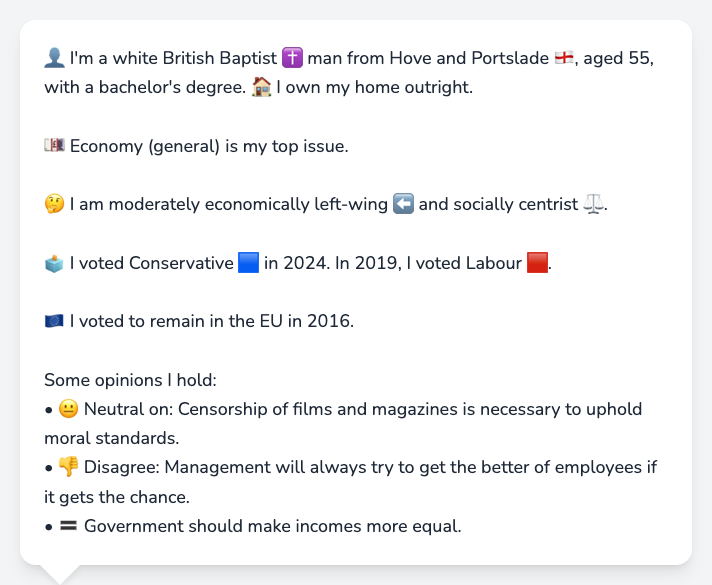 👤 I'm a white British Baptist ✝️ man from Hove and Portslade 🏴󠁧󠁢󠁥󠁮󠁧󠁿, aged 55,
with a bachelor's degree. 🏠 I own my home outright.
💷 Economy (general) is my top issue.
🤔 I am moderately economically left-wing ⬅️ and socially centrist ⚖️.
🗳️ I voted Conservative 🟦 in 2024. In 2019, I voted Labour 🟥.
🇪🇺 I voted to remain in the EU in 2016.
Some opinions I hold:
• 😐 Neutral on: Censorship of films and magazines is necessary to uphold
moral standards.
• 👎 Disagree: Management will always try to get the better of employees if
it gets the chance.
• 🟰 Government should make incomes more equal.